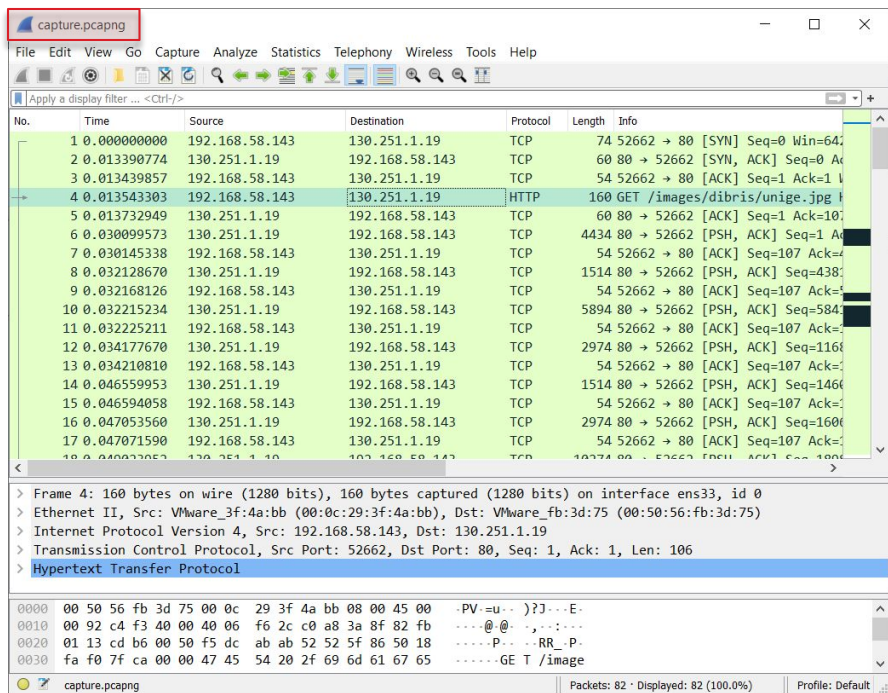 capture.pcapng
File Edit View Go Capture Analyze Statistics Telephony Wireless Tools Help
Apply a display filter ... <Ctrl-/>
No. Time Source Destination Protocol Length Info
1 0.000000000 192.168.58.143 130.251.1.19 TCP 74 52662 → 80 [SYN] Seq=0 Win=642
2 0.013390774 130.251.1.19 192.168.58.143 TCP 60 80 → 52662 [SYN, ACK] Seq=0 Ac
3 0.013439857 192.168.58.143 130.251.1.19 TCP 54 52662 → 80 [ACK] Seq=1 Ack=1 W
4 0.013543303 192.168.58.143 130.251.1.19 HTTP 160 GET /images/dibris/unige.jpg H
5 0.013732949 130.251.1.19 192.168.58.143 TCP 60 80 → 52662 [ACK] Seq=1 Ack=107
6 0.030099573 130.251.1.19 192.168.58.143 TCP 4434 80 → 52662 [PSH, ACK] Seq=1 Ac
7 0.030145338 192.168.58.143 130.251.1.19 TCP 54 52662 → 80 [ACK] Seq=107 Ack=4
8 0.032128670 130.251.1.19 192.168.58.143 TCP 1514 80 → 52662 [PSH, ACK] Seq=4381
9 0.032168126 192.168.58.143 130.251.1.19 TCP 54 52662 → 80 [ACK] Seq=107 Ack=5
10 0.032215234 130.251.1.19 192.168.58.143 TCP 5894 80 → 52662 [PSH, ACK] Seq=5841
11 0.032225211 192.168.58.143 130.251.1.19 TCP 54 52662 → 80 [ACK] Seq=107 Ack=1
12 0.034177670 130.251.1.19 192.168.58.143 TCP 2974 80 → 52662 [PSH, ACK] Seq=1168
13 0.034210810 192.168.58.143 130.251.1.19 TCP 54 52662 → 80 [ACK] Seq=107 Ack=1
14 0.046559953 130.251.1.19 192.168.58.143 TCP 1514 80 → 52662 [PSH, ACK] Seq=1460
15 0.046594058 192.168.58.143 130.251.1.19 TCP 54 52662 → 80 [ACK] Seq=107 Ack=1
16 0.047053560 130.251.1.19 192.168.58.143 TCP 2974 80 → 52662 [PSH, ACK] Seq=1606
17 0.047071590 192.168.58.143 130.251.1.19 TCP 54 52662 → 80 [ACK] Seq=107 Ack=1
> Frame 4: 160 bytes on wire (1280 bits), 160 bytes captured (1280 bits) on interface ens33, id 0
> Ethernet II, Src: VMware_3f:4a:bb (00:0c:29:3f:4a:bb), Dst: VMware_fb:3d:75 (00:50:56:fb:3d:75)
> Internet Protocol Version 4, Src: 192.168.58.143, Dst: 130.251.1.19
> Transmission Control Protocol, Src Port: 52662, Dst Port: 80, Seq: 1, Ack: 1, Len: 106
> Hypertext Transfer Protocol
0000 00 50 56 fb 3d 75 00 0c 29 3f 4a bb 08 00 45 00 ·PV·=u·· )?J···E·
0010 00 92 c4 f3 40 00 40 06 f6 2c c0 a8 3a 8f 82 fb ····@·@· ·,··:···
0020 01 13 cd b6 00 50 f5 dc ab ab 52 52 5f 86 50 18 ·····P·· ··RR_·P·
0030 fa f0 7f ca 00 00 47 45 54 20 2f 69 6d 61 67 65 ······GE T /image
capture.pcapng Packets: 82 · Displayed: 82 (100.0%) Profile: Default